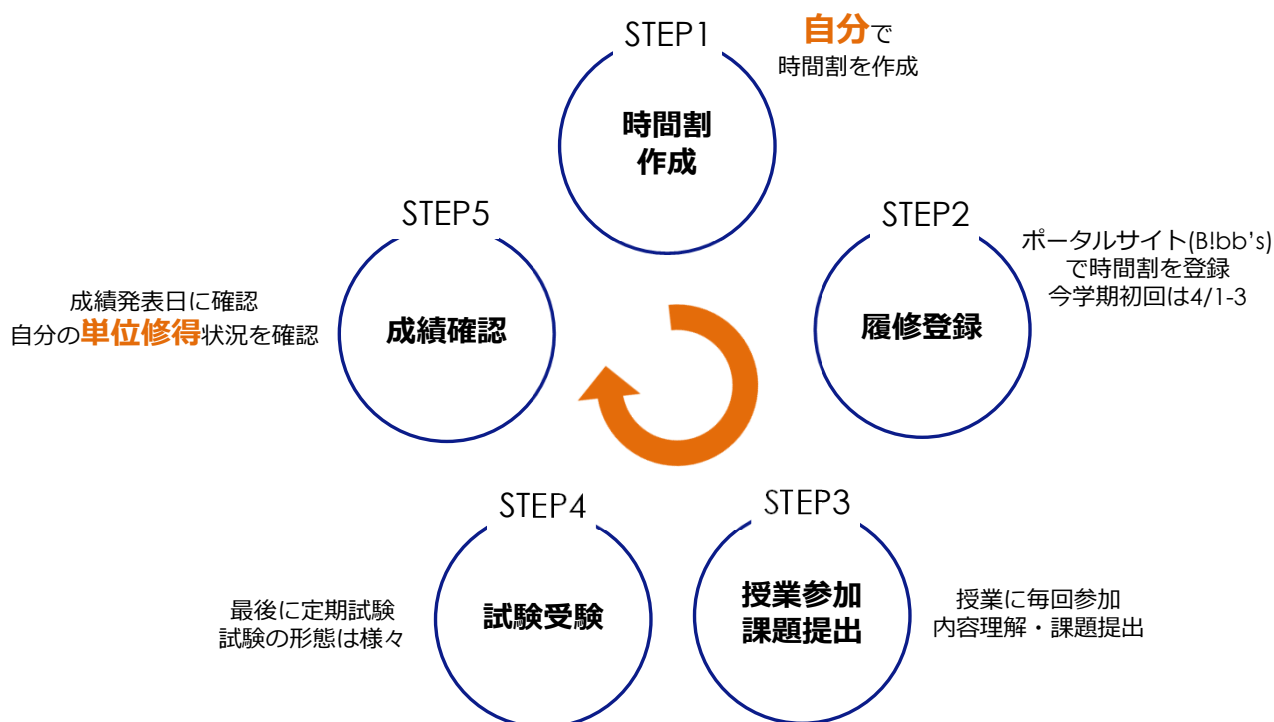 STEP1
時間割
作成
自分で
時間割を作成
STEP2
履修登録
ポータルサイト(B!bb’s)
で時間割を登録
今学期初回は4/1-3
STEP3
授業参加
課題提出
授業に毎回参加
内容理解・課題提出
STEP4
試験受験
最後に定期試験
試験の形態は様々
STEP5
成績確認
成績発表日に確認
自分の単位修得状況を確認